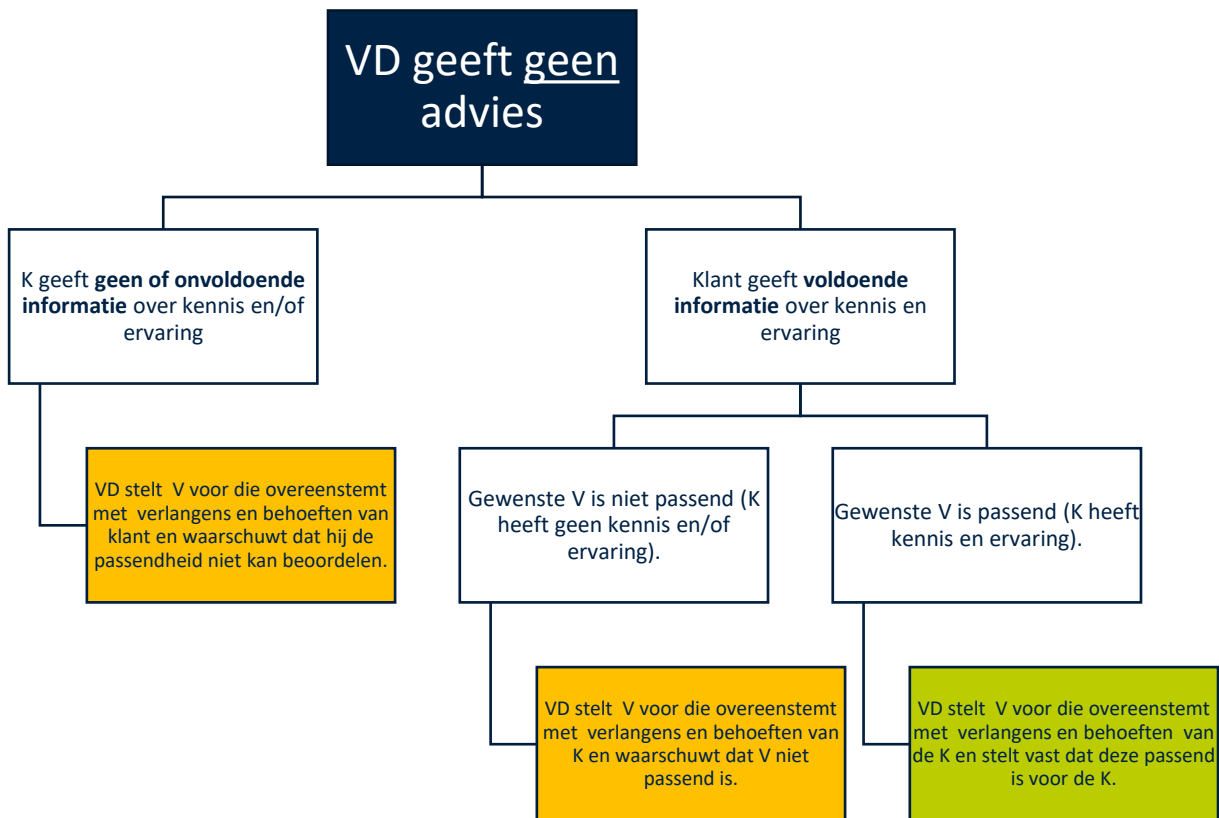 VD geeft geen
advies
K geeft geen of onvoldoende
informatie over kennis en/of
ervaring
Klant geeft voldoende
informatie over kennis en
ervaring
VD stelt V voor die overeenstemt
met verlangens en behoeften van
klant en waarschuwt dat hij de
passendheid niet kan beoordelen.
Gewenste V is niet passend (K
heeft geen kennis en/of
ervaring).
Gewenste V is passend (K heeft
kennis en ervaring).
VD stelt V voor die overeenstemt
met verlangens en behoeften van
K en waarschuwt dat V niet
passend is.
VD stelt V voor die overeenstemt
met verlangens en behoeften van
de K en stelt vast dat deze passend
is voor de K.